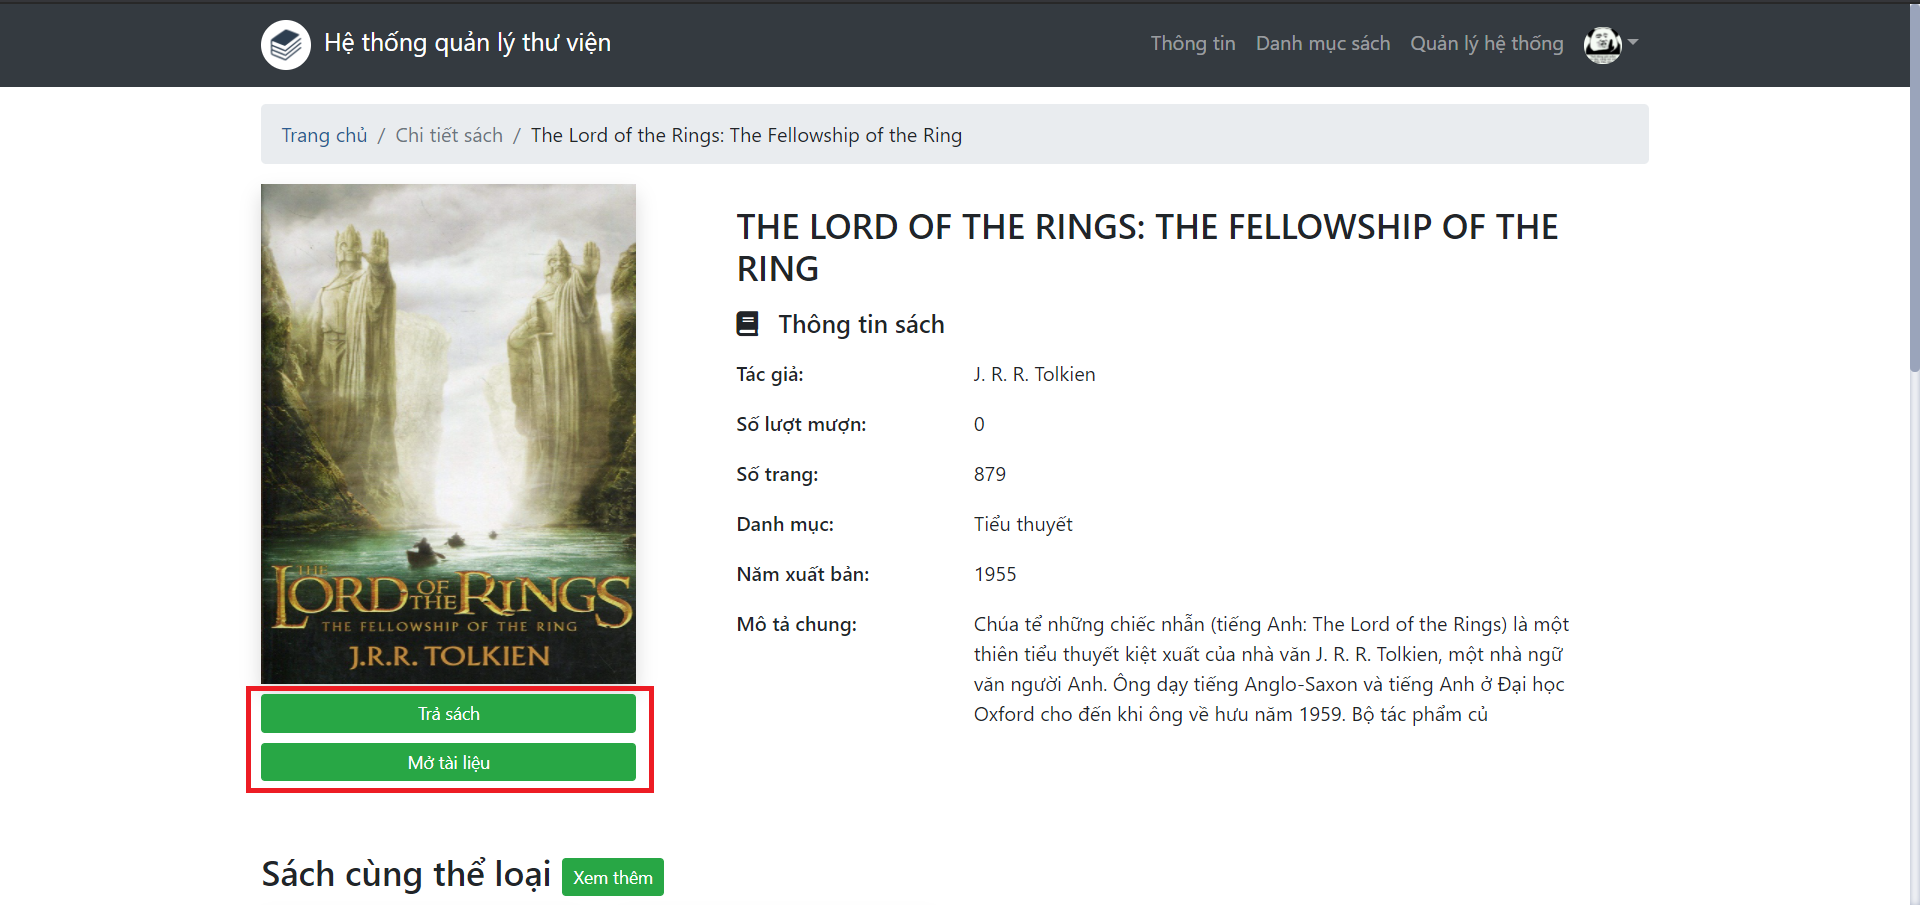 Hệ thống quản lý thư viện
Thông tin Danh mục sách Quản lý hệ thống
Trang chủ / Chi tiết sách / The Lord of the Rings: The Fellowship of the Ring
THE LORD OF THE RINGS
THE FELLOWSHIP OF THE RING
J.R.R. TOLKIEN
Trả sách
Mở tài liệu
THE LORD OF THE RINGS: THE FELLOWSHIP OF THE
RING
Thông tin sách
Tác giả: J. R. R. Tolkien
Số lượt mượn: 0
Số trang: 879
Danh mục: Tiểu thuyết
Năm xuất bản: 1955
Mô tả chung: Chúa tể những chiếc nhẫn (tiếng Anh: The Lord of the Rings) là một
thiên tiểu thuyết kiệt xuất của nhà văn J. R. R. Tolkien, một nhà ngữ
văn người Anh. Ông dạy tiếng Anglo-Saxon và tiếng Anh ở Đại học
Oxford cho đến khi ông về hưu năm 1959. Bộ tác phẩm củ
Sách cùng thể loại Xem thêm